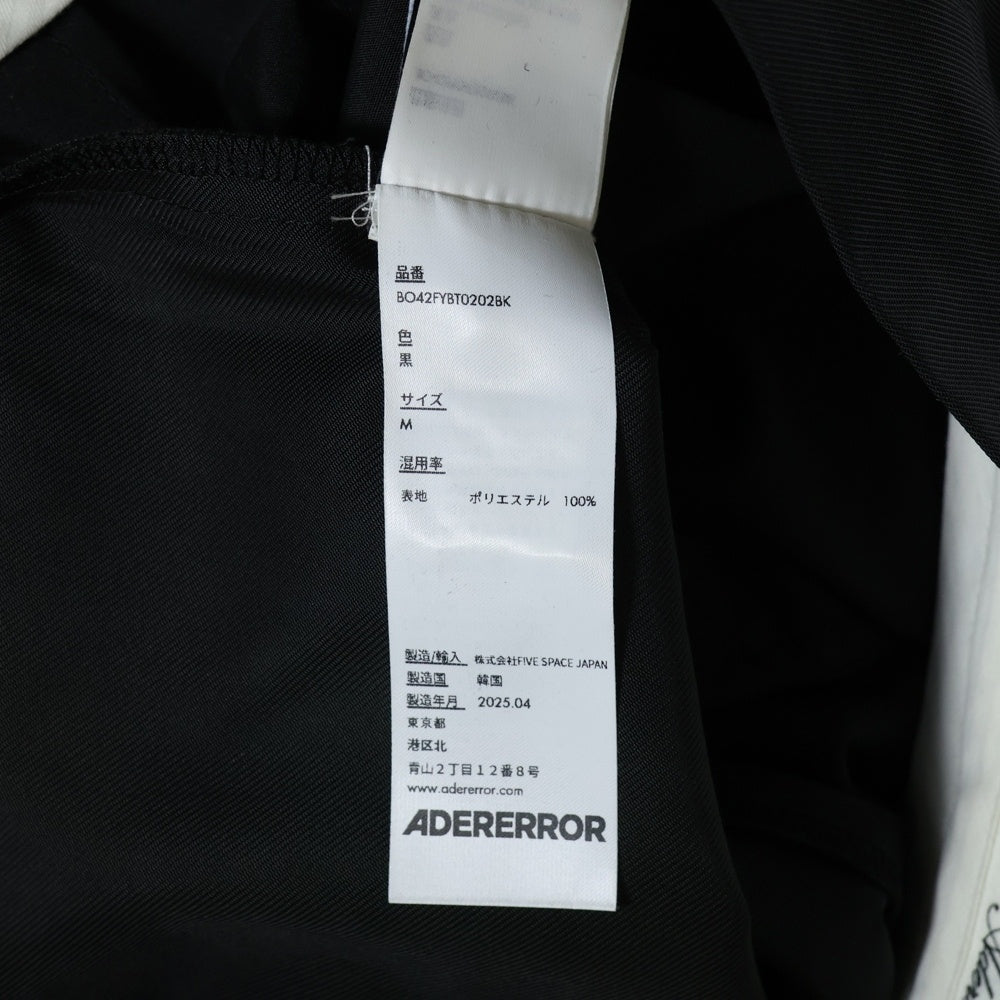 品番
BO42FYBT0202BK
色
黒
サイズ
M
混用率
表地 ポリエステル 100%
製造/輸入 株式会社FIVE SPACE JAPAN
製造国 韓国
製造年月 2025.04
東京都
港区北
青山２丁目１２番８号
www.adererror.com
ADERERROR
Ader